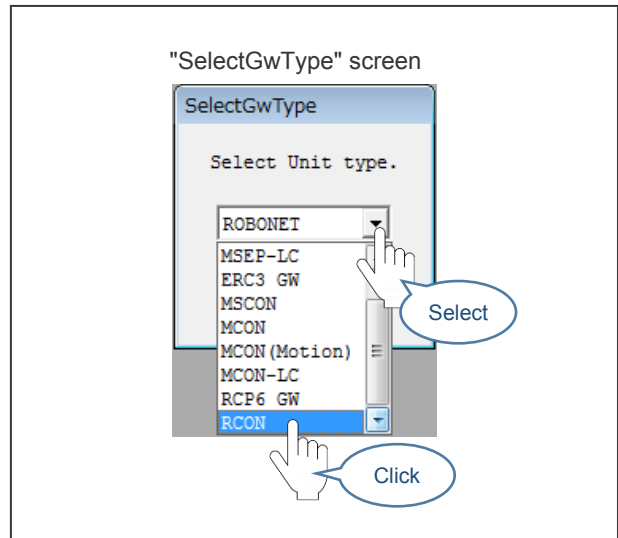 "SelectGwType" screen
SelectGwType
Select Unit type.
ROBONET
MSEP-LC
ERC3 GW
MSCON
MCON
MCON(Motion)
MCON-LC
RCP6 GW
RCON
Select
Click